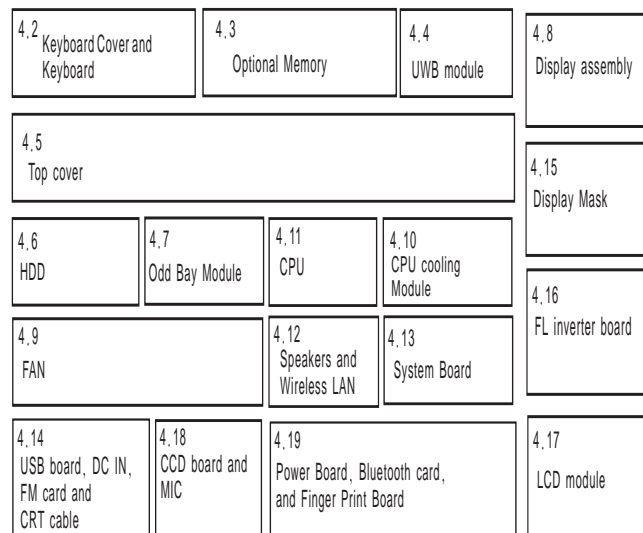 4.2
Keyboard Cover and
Keyboard
4.3
Optional Memory
4.4
UWB module
4.8
Display assembly
4.5
Top cover
4.15
Display Mask
4.6
HDD
4.7
Odd Bay Module
4.11
CPU
4.10
CPU cooling
Module
4.16
FL inverter board
4.9
FAN
4.12
Speakers and
Wireless LAN
4.13
System Board
4.14
USB board, DC IN,
FM card and
CRT cable
4.18
CCD board and
MIC
4.19
Power Board, Bluetooth card,
and Finger Print Board
4.17
LCD module